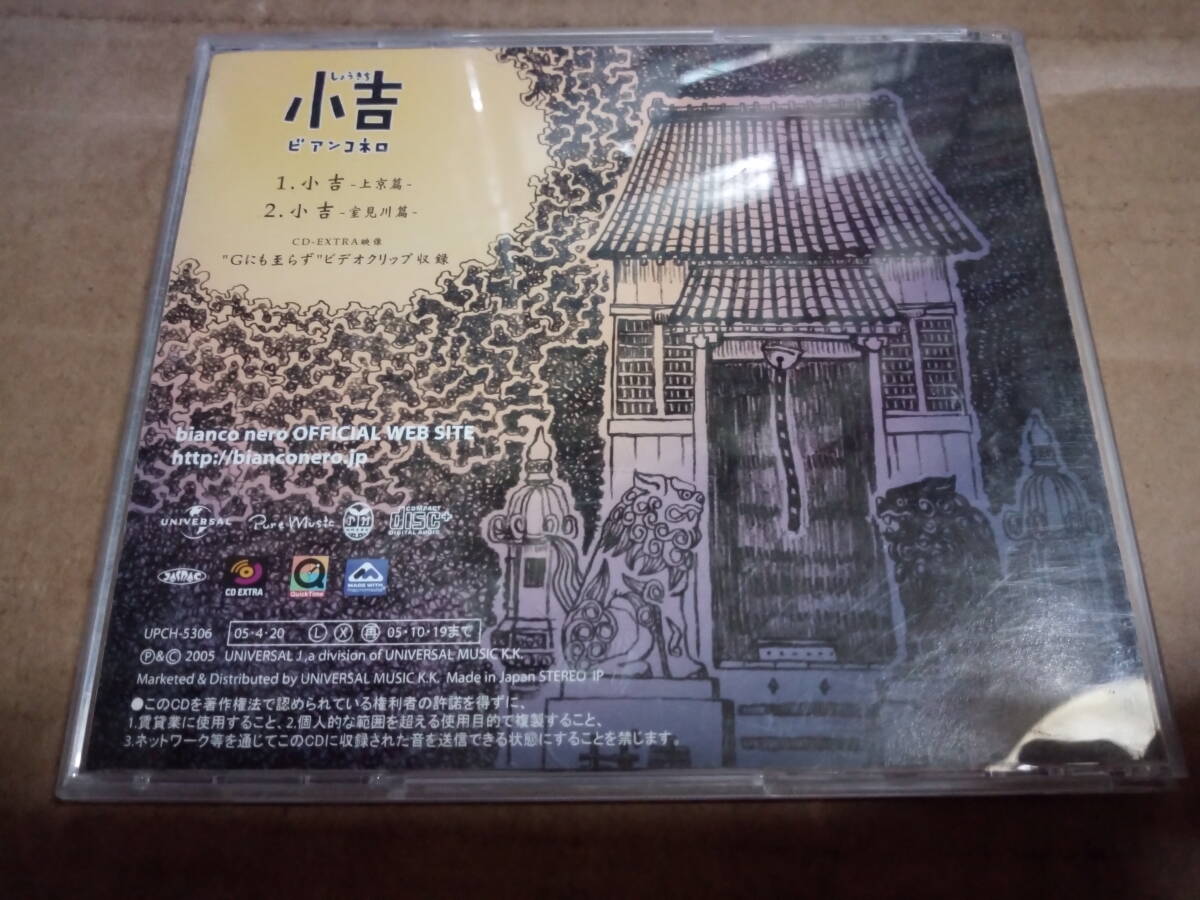 しょうきち
小吉
ビアンコネロ
1. 小吉 -上京篇-
2. 小吉 -室見川篇-
CD-EXTRA映像
"Gにも至らず"ビデオクリップ収録
bianco nero OFFICIAL WEB SITE
http://bianconero.jp
UNIVERSAL Pure Music COMPACT disc+ DIGITAL AUDIO
JASRAC CD EXTRA QuickTime MADE WITH macromedia
UPCH-5306 05・4・20 Ⓛ Ⓧ 再 05・10・19まで
Ⓟ&© 2005 UNIVERSAL J, a division of UNIVERSAL MUSIC K.K.
Marketed & Distributed by UNIVERSAL MUSIC K.K. Made in Japan STEREO IP
●このCDを著作権法で認められている権利者の許諾を得ずに、
1.賃貸業に使用すること、2.個人的な範囲を超える使用目的で複製すること、
3.ネットワーク等を通じてこのCDに収録された音を送信できる状態にすることを禁じます。